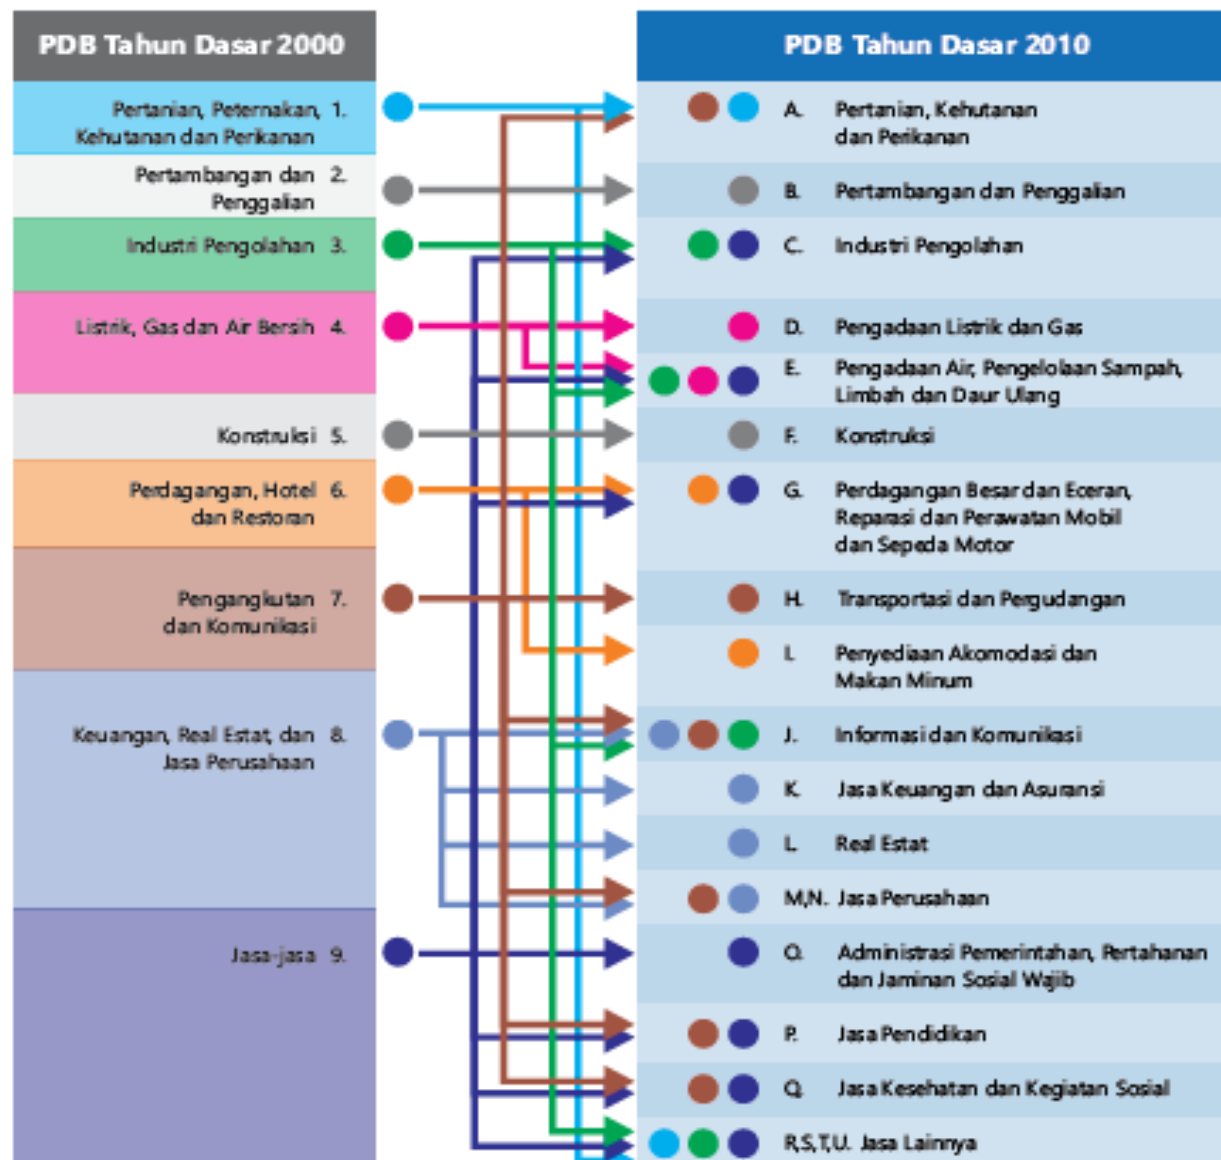 PDB Tahun Dasar 2000
Pertanian, Peternakan, 1.
Kehutanan dan Perikanan
Pertambangan dan 2.
Penggalian
Industri Pengolahan 3.
Listrik, Gas dan Air Bersih 4.
Konstruksi 5.
Perdagangan, Hotel 6.
dan Restoran
Pengangkutan 7.
dan Komunikasi
Keuangan, Real Estat, dan 8.
Jasa Perusahaan
Jasa-jasa 9.
PDB Tahun Dasar 2010
A. Pertanian, Kehutanan
dan Perikanan
B. Pertambangan dan Penggalian
C. Industri Pengolahan
D. Pengadaan Listrik dan Gas
E. Pengadaan Air, Pengelolaan Sampah,
Limbah dan Daur Ulang
F. Konstruksi
G. Perdagangan Besar dan Eceran,
Reparasi dan Perawatan Mobil
dan Sepeda Motor
H. Transportasi dan Pergudangan
I. Penyediaan Akomodasi dan
Makan Minum
J. Informasi dan Komunikasi
K. Jasa Keuangan dan Asuransi
L. Real Estat
M,N. Jasa Perusahaan
O. Administrasi Pemerintahan, Pertahanan
dan Jaminan Sosial Wajib
P. Jasa Pendidikan
Q. Jasa Kesehatan dan Kegiatan Sosial
R,S,T,U. Jasa Lainnya